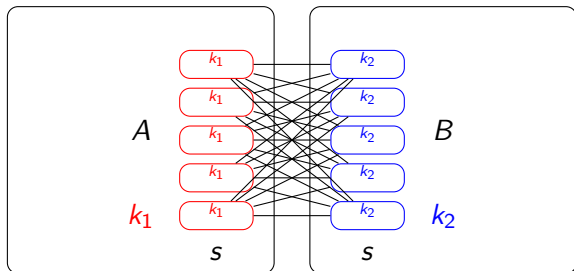 k₁ k₂
k₁ k₂
A k₁ k₂ B
k₁ k₂
k₁ k₁ k₂ k₂
s s